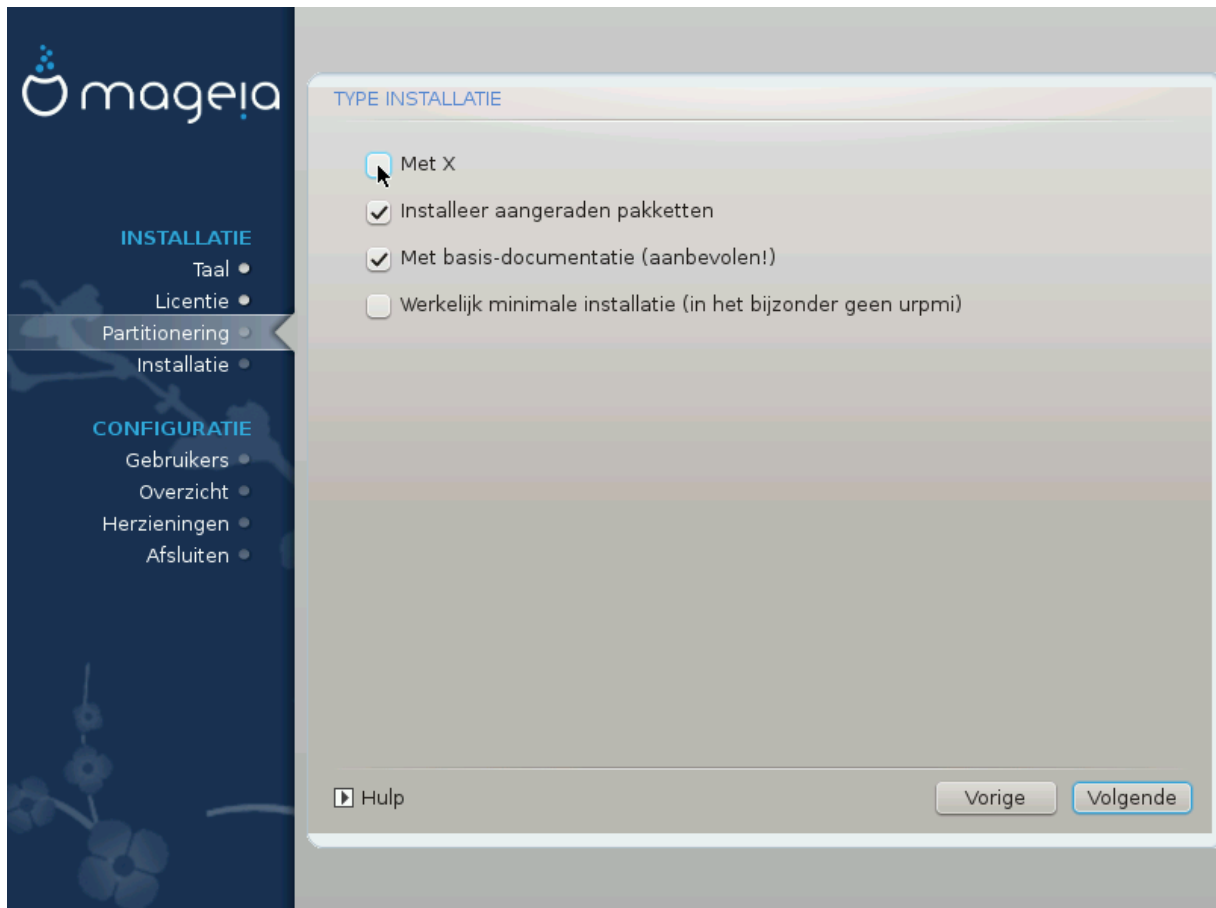 mageia
INSTALLATIE
Taal
Licentie
Partitionering
Installatie
CONFIGURATIE
Gebruikers
Overzicht
Herzieningen
Afsluiten
TYPE INSTALLATIE
Met X
Installeer aangeraden pakketten
Met basis-documentatie (aanbevolen!)
Werkelijk minimale installatie (in het bijzonder geen urpmi)
Hulp
Vorige
Volgende